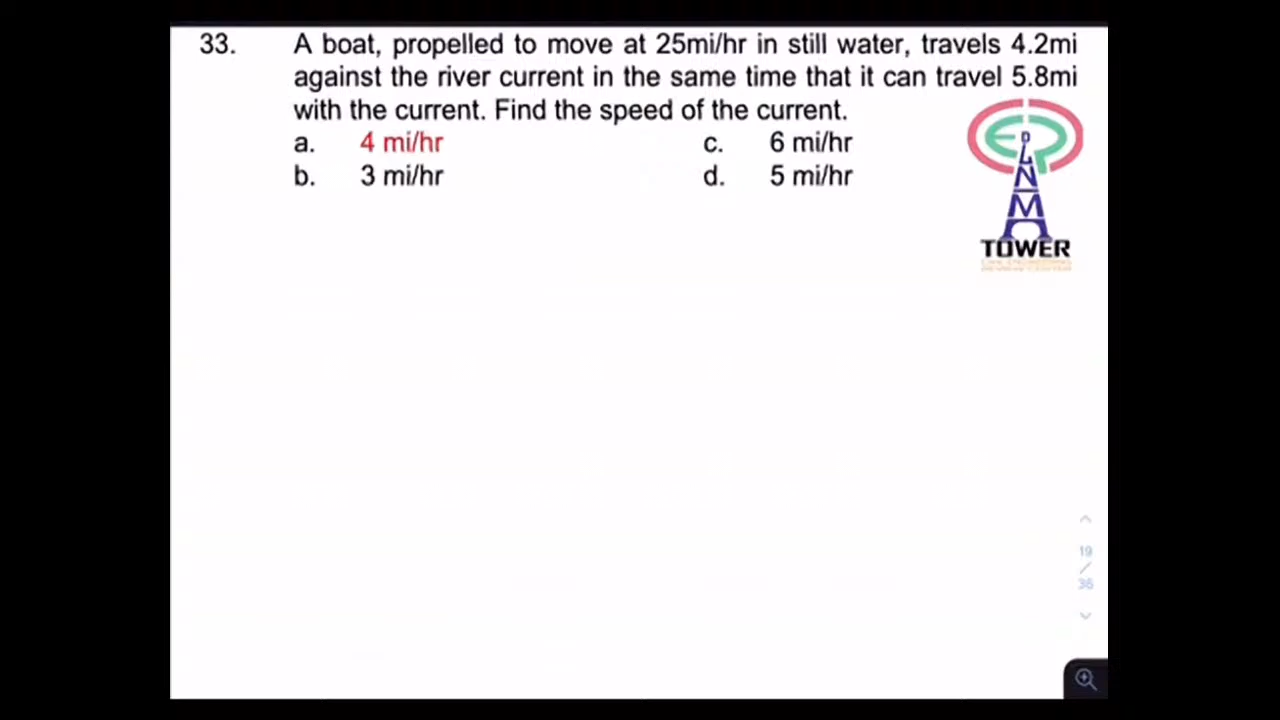 33. A boat, propelled to move at 25mi/hr in still water, travels 4.2mi
against the river current in the same time that it can travel 5.8mi
with the current. Find the speed of the current.
a. 4 mi/hr c. 6 mi/hr
b. 3 mi/hr d. 5 mi/hr
TOWER
19
/
36